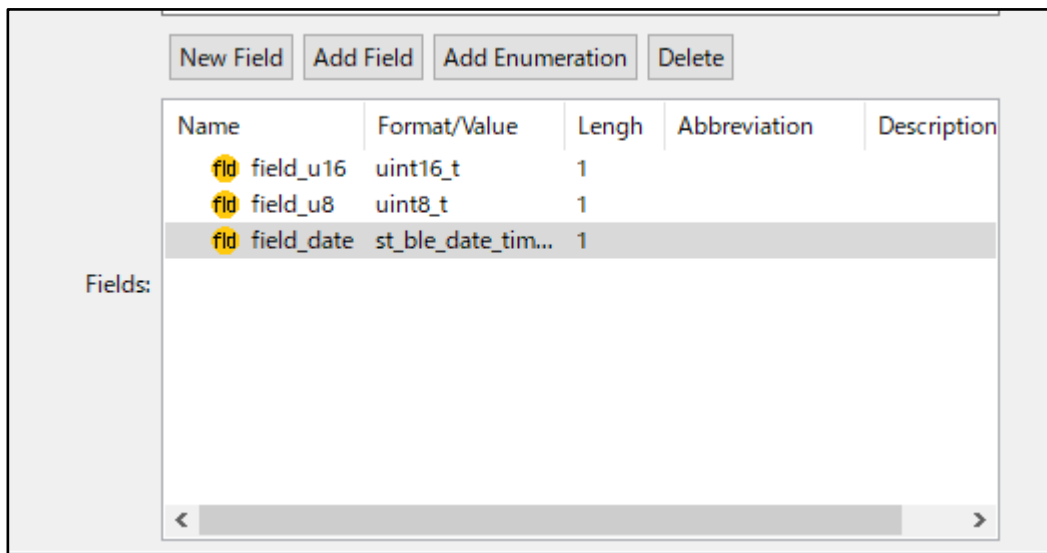 New Field Add Field Add Enumeration Delete
Name Format/Value Lengh Abbreviation Description
fld field_u16 uint16_t 1
fld field_u8 uint8_t 1
fld field_date st_ble_date_tim... 1
Fields: